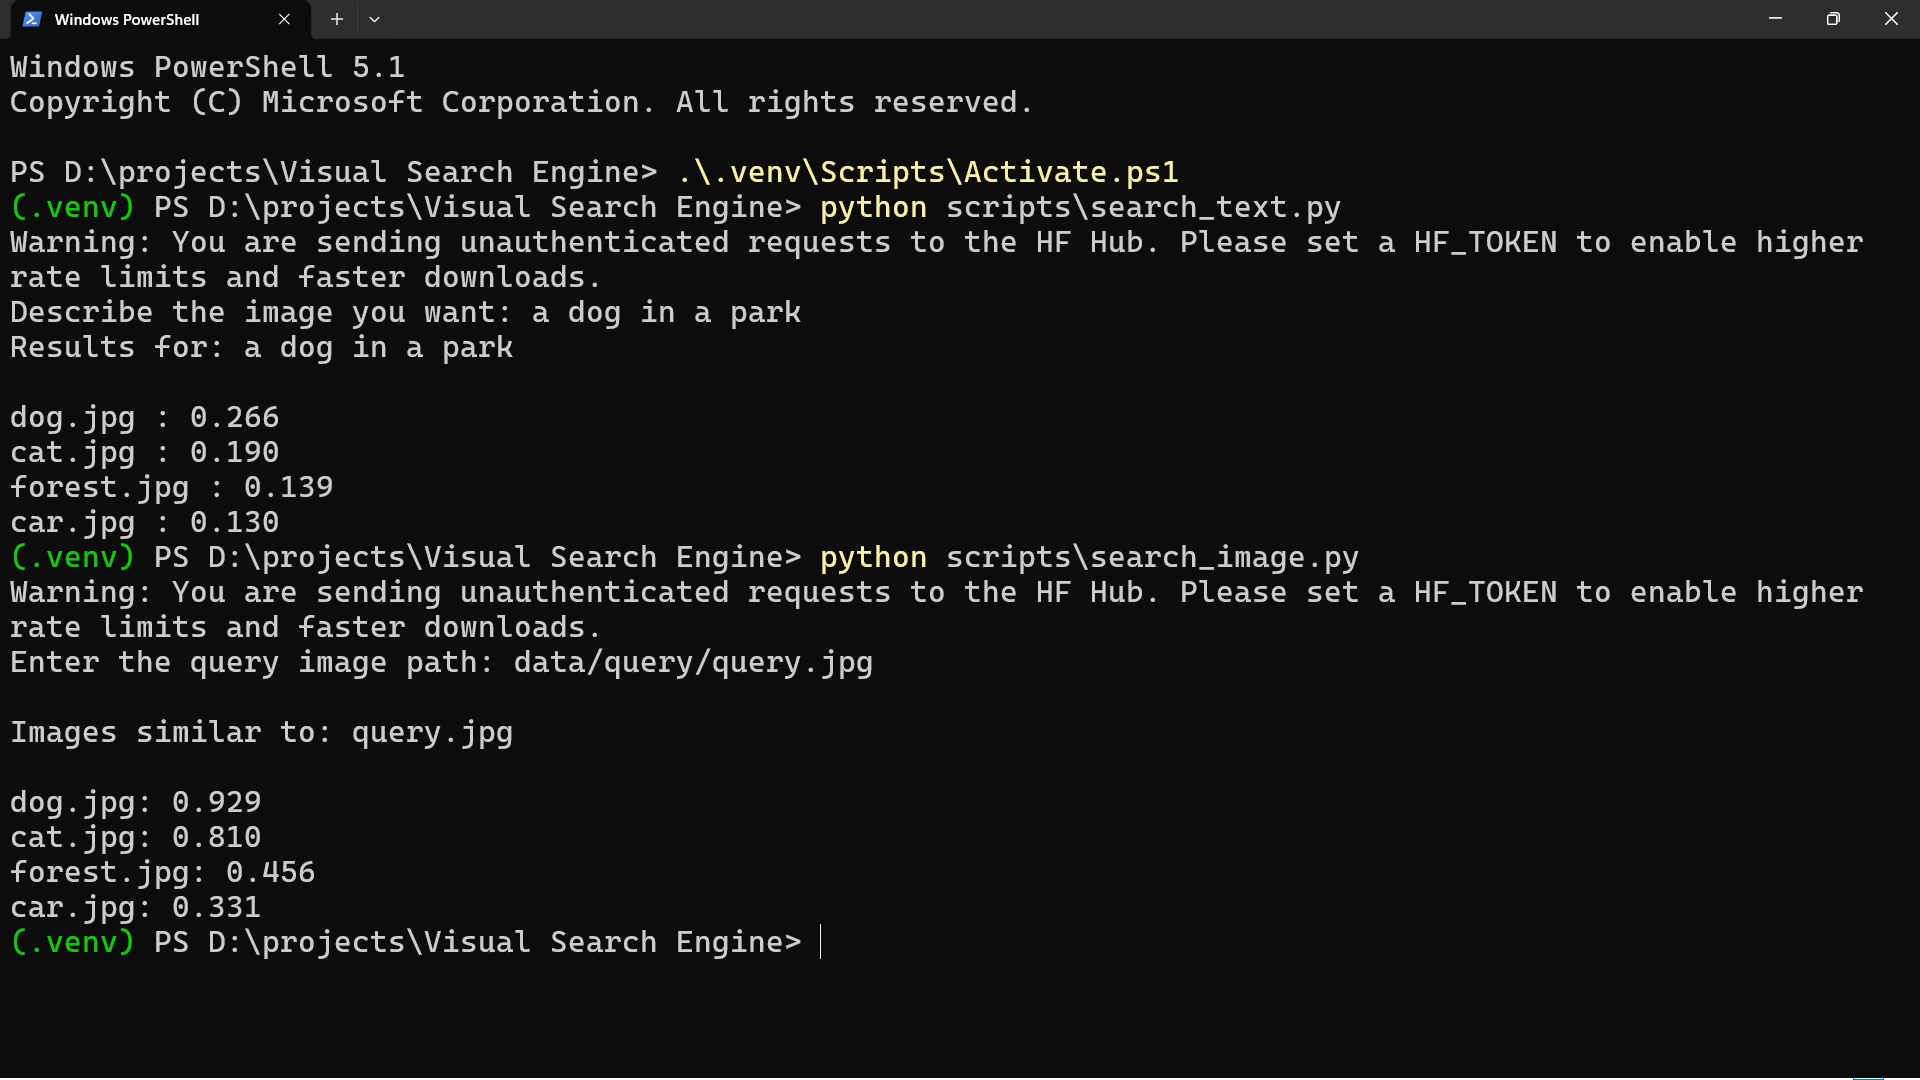 Windows PowerShell
Windows PowerShell 5.1
Copyright (C) Microsoft Corporation. All rights reserved.
PS D:\projects\Visual Search Engine> .\.venv\Scripts\Activate.ps1
(.venv) PS D:\projects\Visual Search Engine> python scripts\search_text.py
Warning: You are sending unauthenticated requests to the HF Hub. Please set a HF_TOKEN to enable higher
rate limits and faster downloads.
Describe the image you want: a dog in a park
Results for: a dog in a park
dog.jpg : 0.266
cat.jpg : 0.190
forest.jpg : 0.139
car.jpg : 0.130
(.venv) PS D:\projects\Visual Search Engine> python scripts\search_image.py
Warning: You are sending unauthenticated requests to the HF Hub. Please set a HF_TOKEN to enable higher
rate limits and faster downloads.
Enter the query image path: data/query/query.jpg
Images similar to: query.jpg
dog.jpg: 0.929
cat.jpg: 0.810
forest.jpg: 0.456
car.jpg: 0.331
(.venv) PS D:\projects\Visual Search Engine>